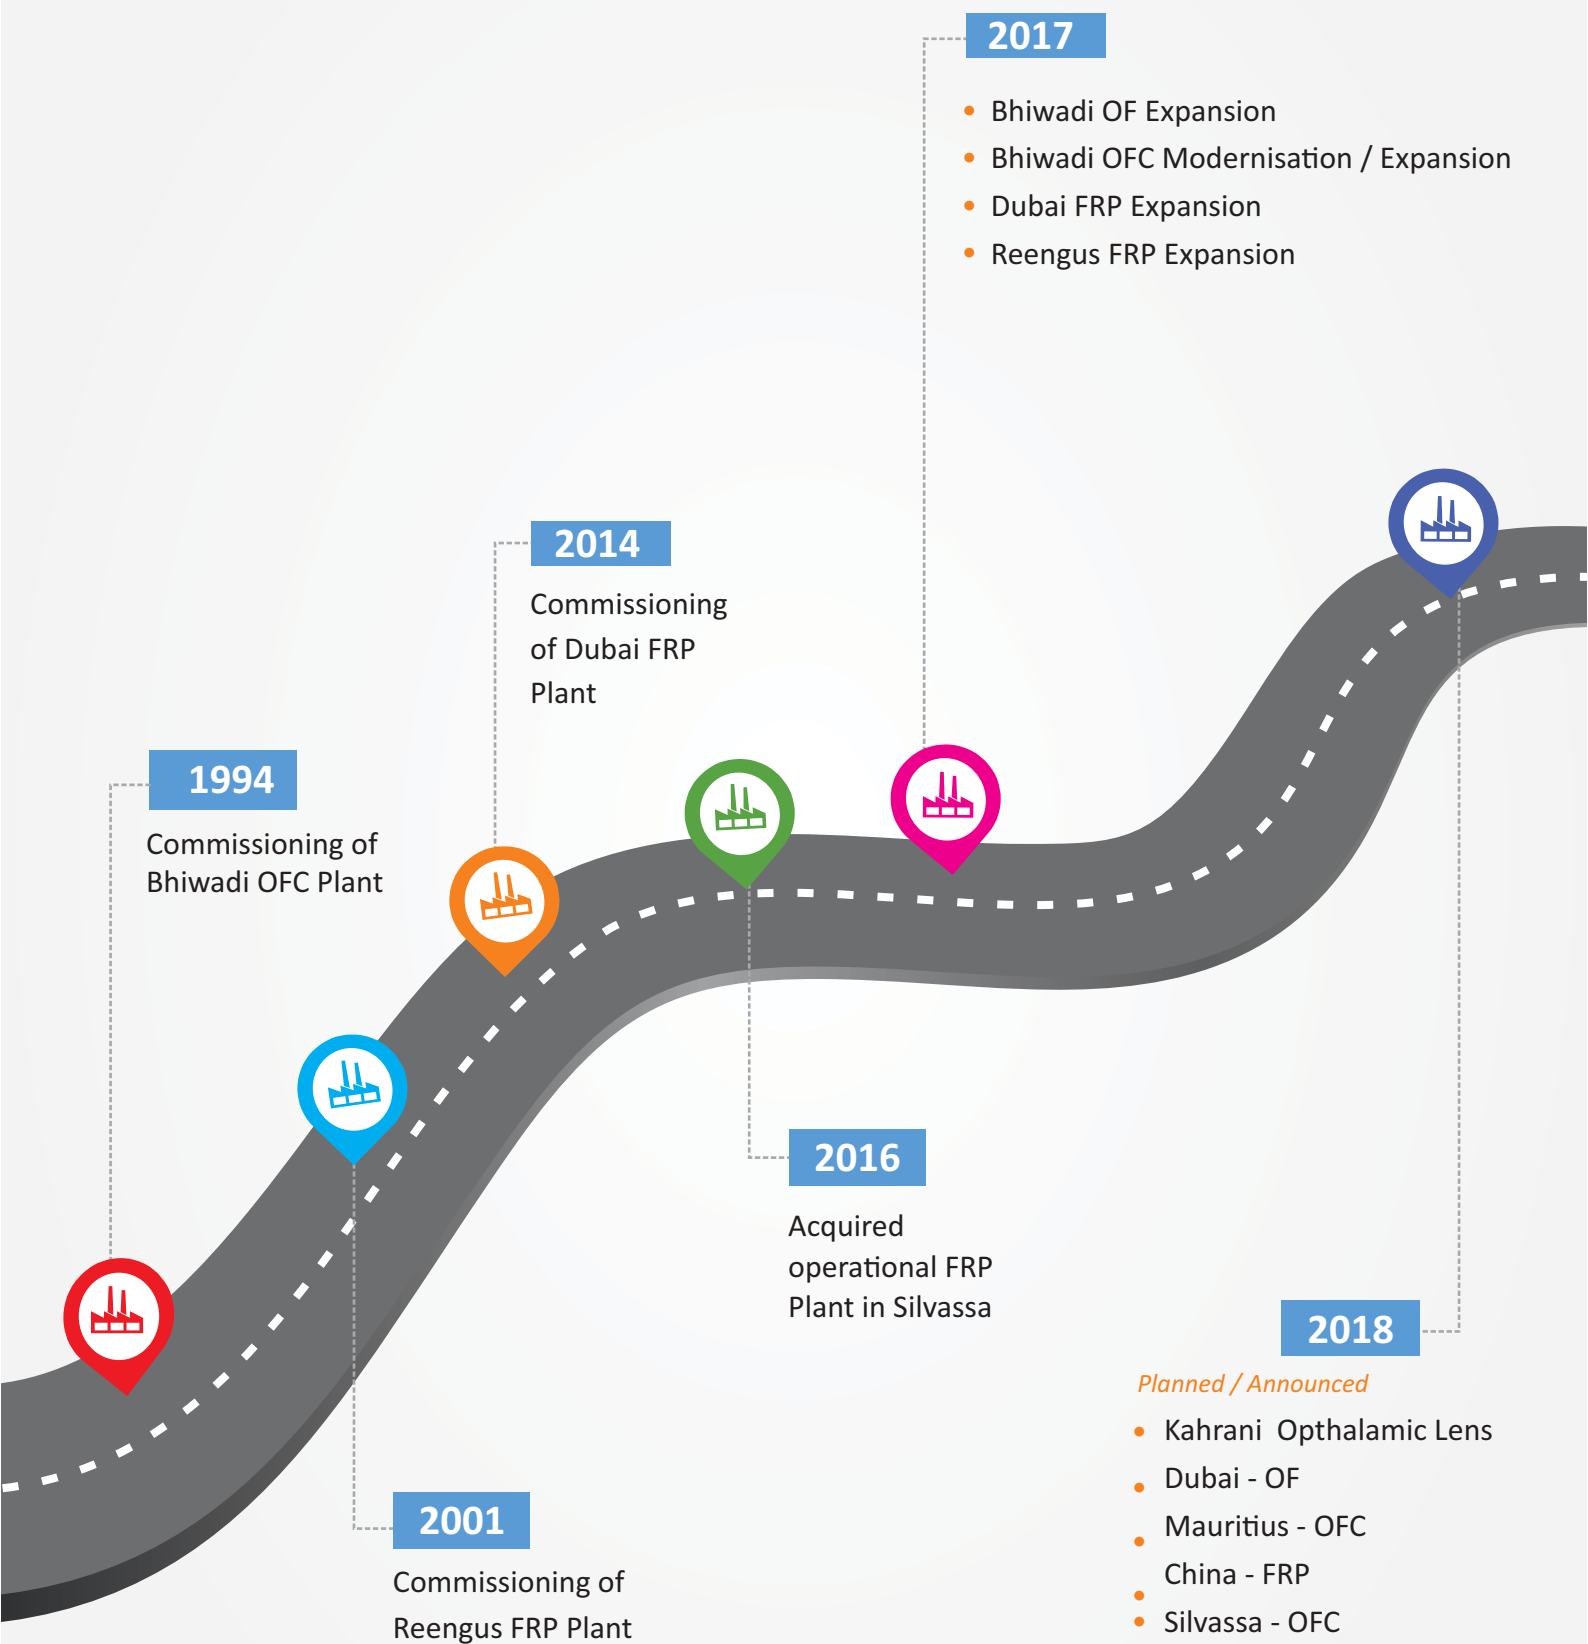 2017
Bhiwadi OF Expansion
Bhiwadi OFC Modernisation / Expansion
Dubai FRP Expansion
Reengus FRP Expansion
2014
Commissioning
of Dubai FRP
Plant
1994
Commissioning of
Bhiwadi OFC Plant
2016
Acquired
operational FRP
Plant in Silvassa
2018
Planned / Announced
Kahrani Opthalamic Lens
Dubai - OF
Mauritius - OFC
China - FRP
Silvassa - OFC
2001
Commissioning of
Reengus FRP Plant